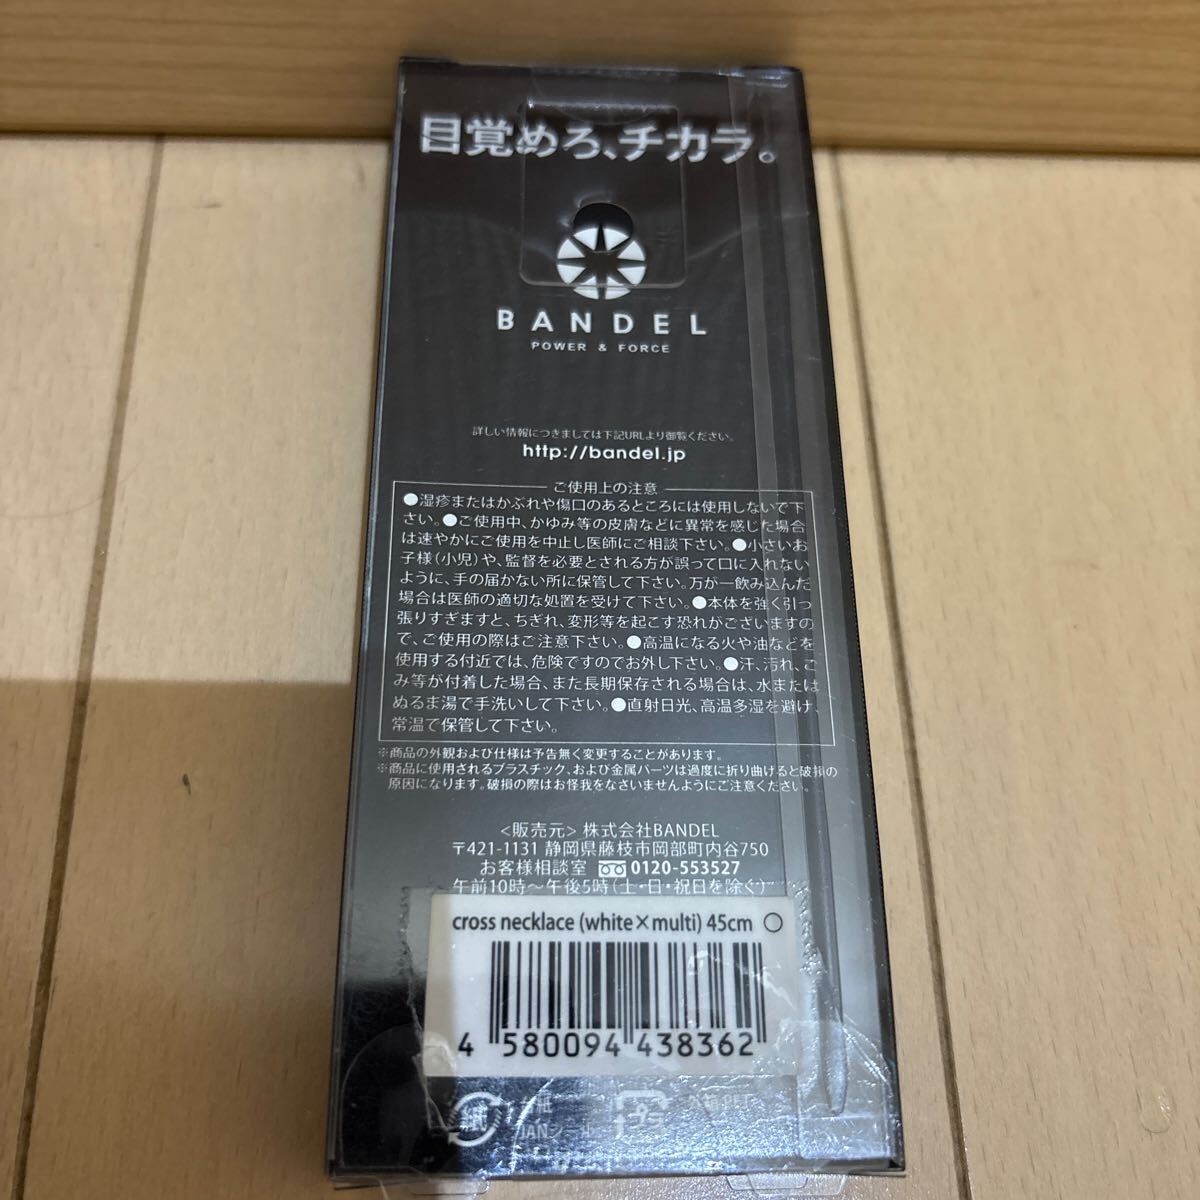 目覚めろ、チカラ。
BANDEL
POWER & FORCE
詳しい情報につきましては下記URLより御覧ください。
http://bandel.jp
ご使用上の注意
●湿疹またはかぶれや傷口のあるところには使用しないで下
さい。●ご使用中、かゆみ等の皮膚などに異常を感じた場合
は速やかにご使用を中止し医師にご相談下さい。●小さいお
子様(小児)や、監督を必要とされる方が誤って口に入れない
ように、手の届かない所に保管して下さい。万が一飲み込んだ
場合は医師の適切な処置を受けて下さい。●本体を強く引っ
張りすぎますと、ちぎれ、変形等を起こす恐れがございますの
で、ご使用の際はご注意下さい。●高温になる火や油などを
使用する付近では、危険ですのでお外し下さい。●汗、汚れ、ご
み等が付着した場合、また長期保存される場合は、水または
ぬるま湯で手洗いして下さい。●直射日光、高温多湿を避け、
常温で保管して下さい。
※商品の外観および仕様は予告無く変更することがあります。
※商品に使用されるプラスチック、および金属パーツは過度に折り曲げると破損の
原因になります。破損の際はお怪我をなさいませんようにご注意ください。
<販売元> 株式会社BANDEL
〒421-1131 静岡県藤枝市岡部町内谷750
お客様相談室 0120-553527
午前10時～午後5時(土・日・祝日を除く)
cross necklace (white×multi) 45cm ○
4 580094 438362
紙
JANシール
プラ